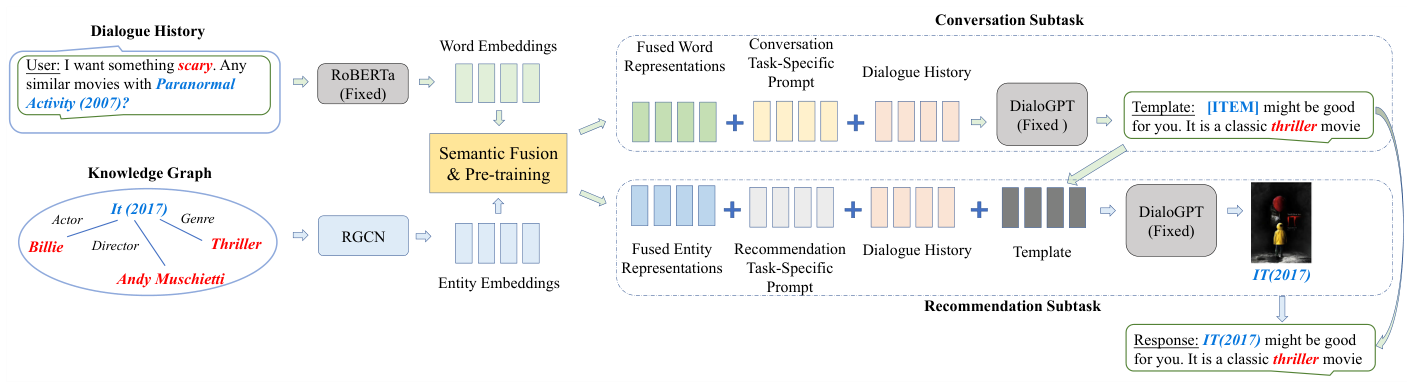 Dialogue History
User: I want something scary. Any
similar movies with Paranormal
Activity (2007)?
RoBERTa
(Fixed)
Word Embeddings
Knowledge Graph
It (2017)
Actor
Genre
Director
Billie
Thriller
Andy Muschietti
RGCN
Entity Embeddings
Semantic Fusion
& Pre-training
Conversation Subtask
Fused Word
Representations
+
Conversation
Task-Specific
Prompt
+
Dialogue History
DialoGPT
(Fixed )
Template: [ITEM] might be good
for you. It is a classic thriller movie
Fused Entity
Representations
+
Recommendation
Task-Specific
Prompt
+
Dialogue History
+
Template
DialoGPT
(Fixed)
IT(2017)
Recommendation Subtask
Response: IT(2017) might be good
for you. It is a classic thriller movie